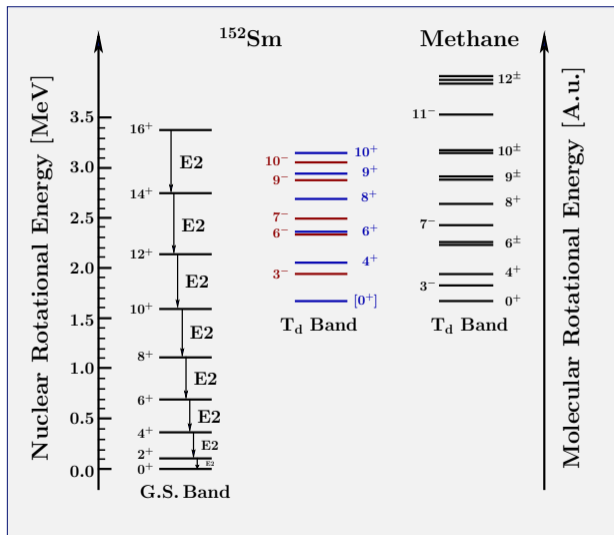 ¹⁵²Sm
Methane
Nuclear Rotational Energy [MeV]
3.5
3.0
2.5
2.0
1.5
1.0
0.5
0.0
16⁺
14⁺
12⁺
10⁺
8⁺
6⁺
4⁺
2⁺
0⁺
E2
E2
E2
E2
E2
E2
E2
E2
G.S. Band
10⁻
9⁻
7⁻
6⁻
3⁻
10⁺
9⁺
8⁺
6⁺
4⁺
[0⁺]
T_d Band
11⁻
7⁻
3⁻
12±
10±
9±
8⁺
6±
4⁺
0⁺
T_d Band
Molecular Rotational Energy [A.u.]